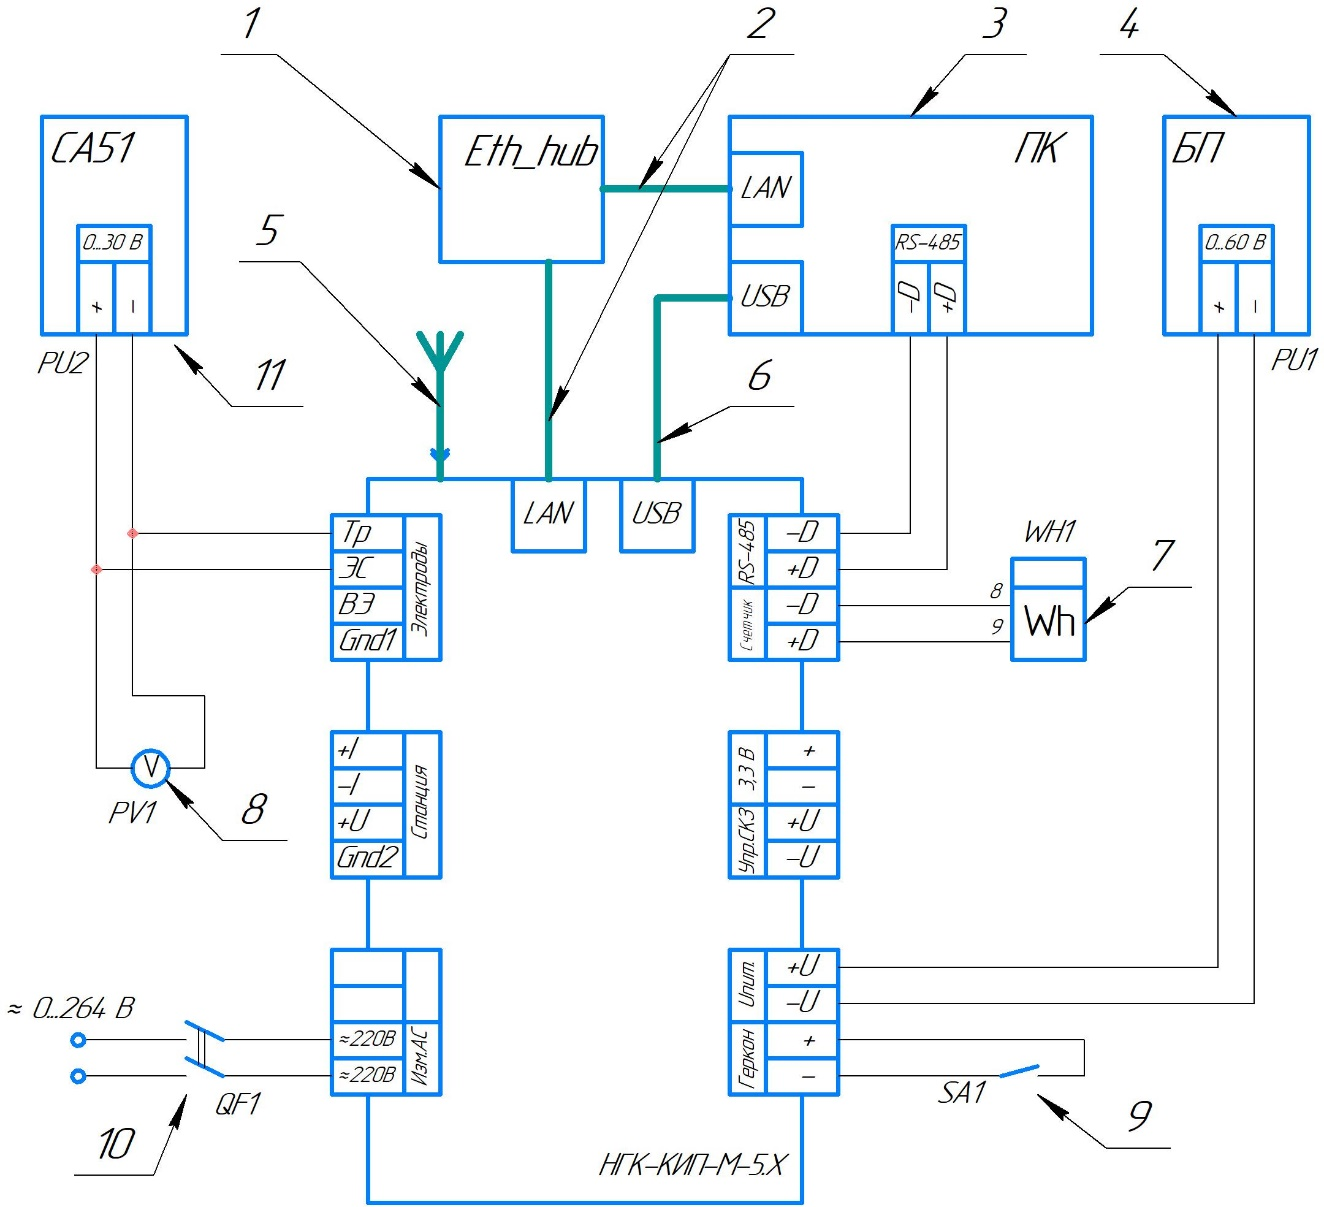 1
2
3
4
СА51
0...30 В
+
−
PU2
11
Eth_hub
5
LAN
ПК
RS-485
-D
+D
USB
6
БП
0...60 В
+
−
PU1
LAN
USB
Тр
ЭС
ВЭ
Gnd1
Электроды
RS-485
-D
+D
Счетчик
-D
+D
8
9
WH1
Wh
7
V
PV1
8
+I
-I
+U
Gnd2
Станция
3,3 В
+
−
Упр.СКЗ
+U
-U
≈ 0...264 В
QF1
10
≈220В
≈220В
Изм.АС
Uпит.
+U
-U
Геркон
+
−
SA1
9
НГК-КИП-М-5.Х